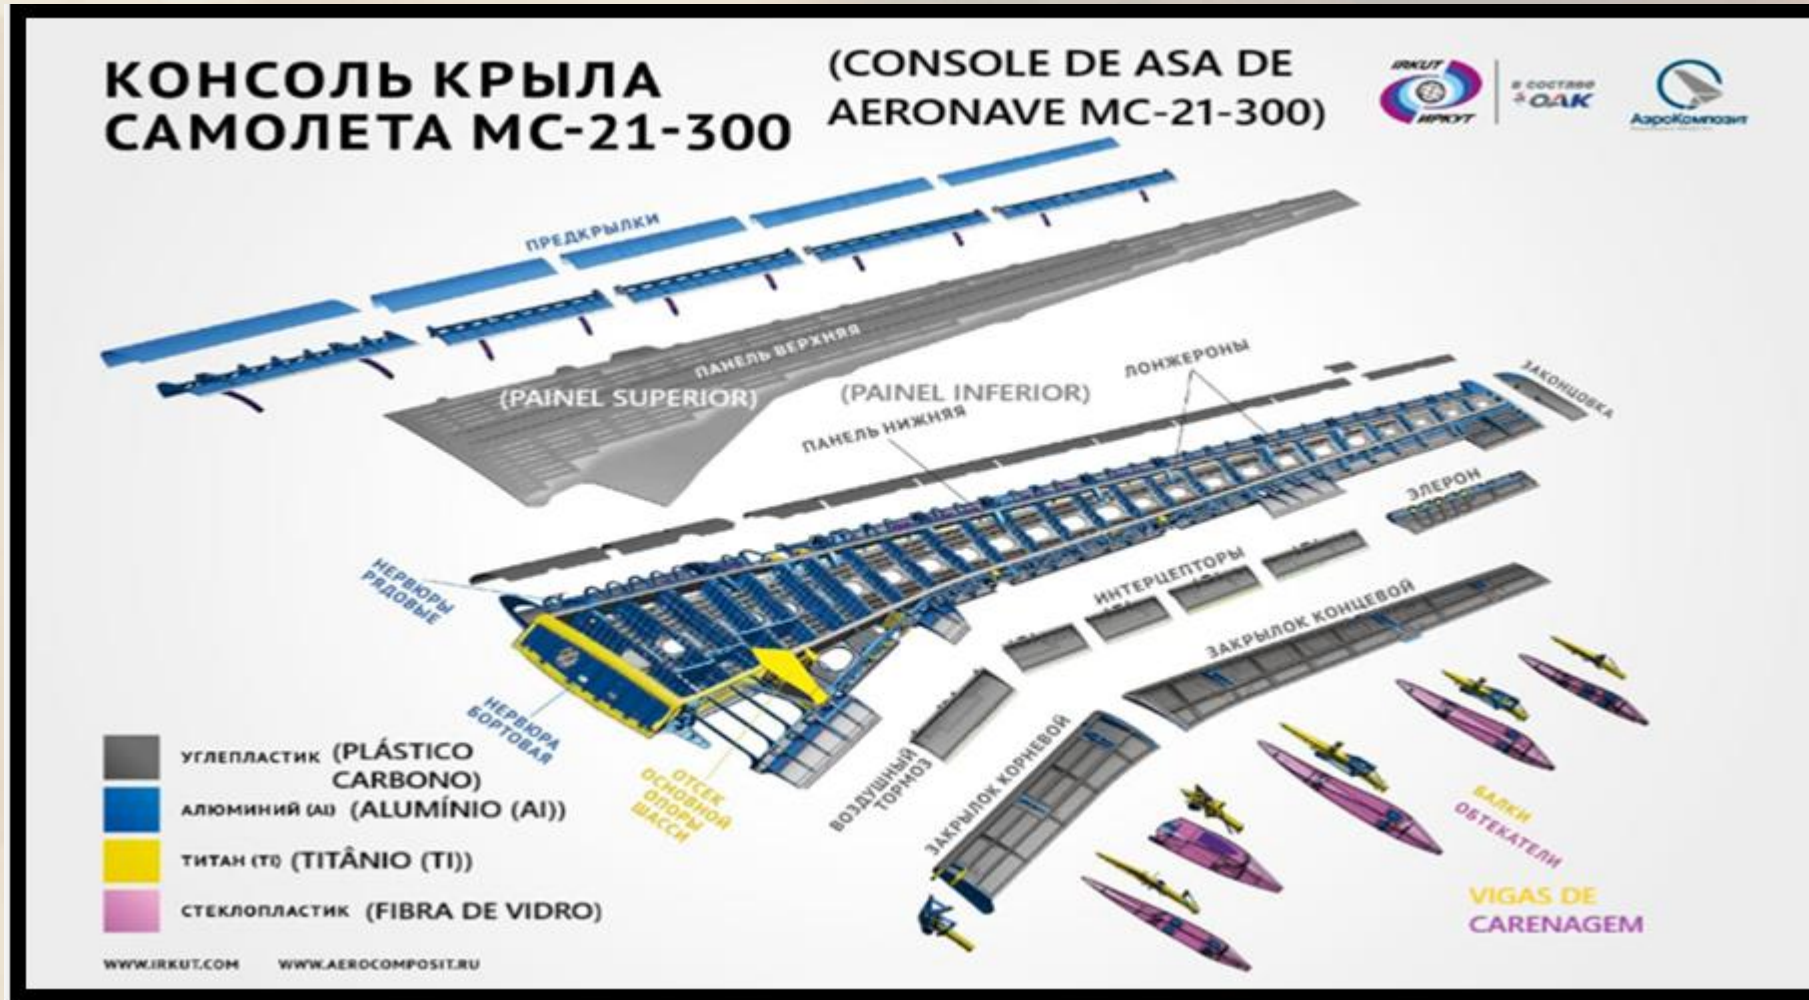 КОНСОЛЬ КРЫЛА
САМОЛЕТА МС-21-300
(CONSOLE DE ASA DE
AERONAVE MC-21-300)
IRKUT
ИРКУТ
в составе
ОАК
АэроКомпозит
ПРЕДКРЫЛКИ
ПАНЕЛЬ ВЕРХНЯЯ
(PAINEL SUPERIOR)
(PAINEL INFERIOR)
ПАНЕЛЬ НИЖНЯЯ
ЛОНЖЕРОНЫ
ЗАКОНЦОВКА
ЭЛЕРОН
НЕРВЮРЫ
РЯДОВЫЕ
ИНТЕРЦЕПТОРЫ
ЗАКРЫЛОК КОНЦЕВОЙ
НЕРВЮРА
БОРТОВАЯ
ОТСЕК
ОСНОВНОЙ
ОПОРЫ
ШАССИ
ВОЗДУШНЫЙ
ТОРМОЗ
ЗАКРЫЛОК КОРНЕВОЙ
БАЛКИ
ОБТЕКАТЕЛИ
VIGAS DE
CARENAGEM
УГЛЕПЛАСТИК (PLÁSTICO
CARBONO)
АЛЮМИНИЙ (Al) (ALUMÍNIO (Al))
ТИТАН (TI) (TITÂNIO (TI))
СТЕКЛОПЛАСТИК (FIBRA DE VIDRO)
WWW.IRKUT.COM WWW.AEROCOMPOSIT.RU